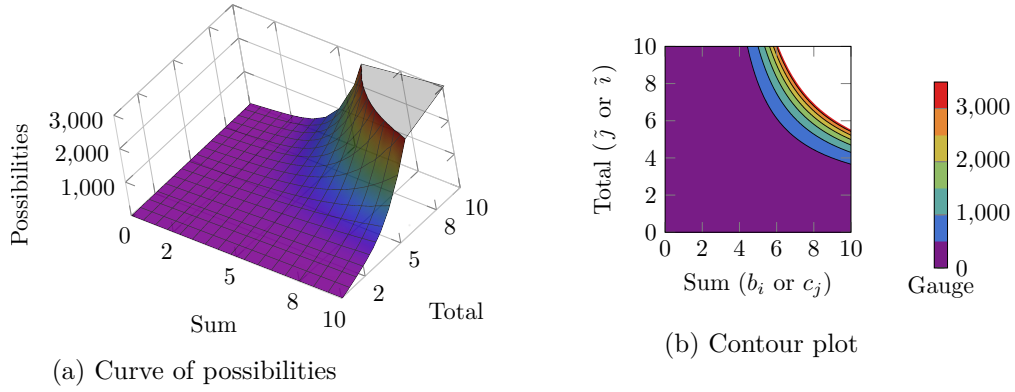 Possibilities
3,000
2,000
1,000
0
2
5
8
10
Sum
2
5
8
10
Total
(a) Curve of possibilities
Total ( j̃ or ĩ )
10
8
6
4
2
0
0 2 4 6 8 10
Sum (b_i or c_j)
3,000
2,000
1,000
0
Gauge
(b) Contour plot